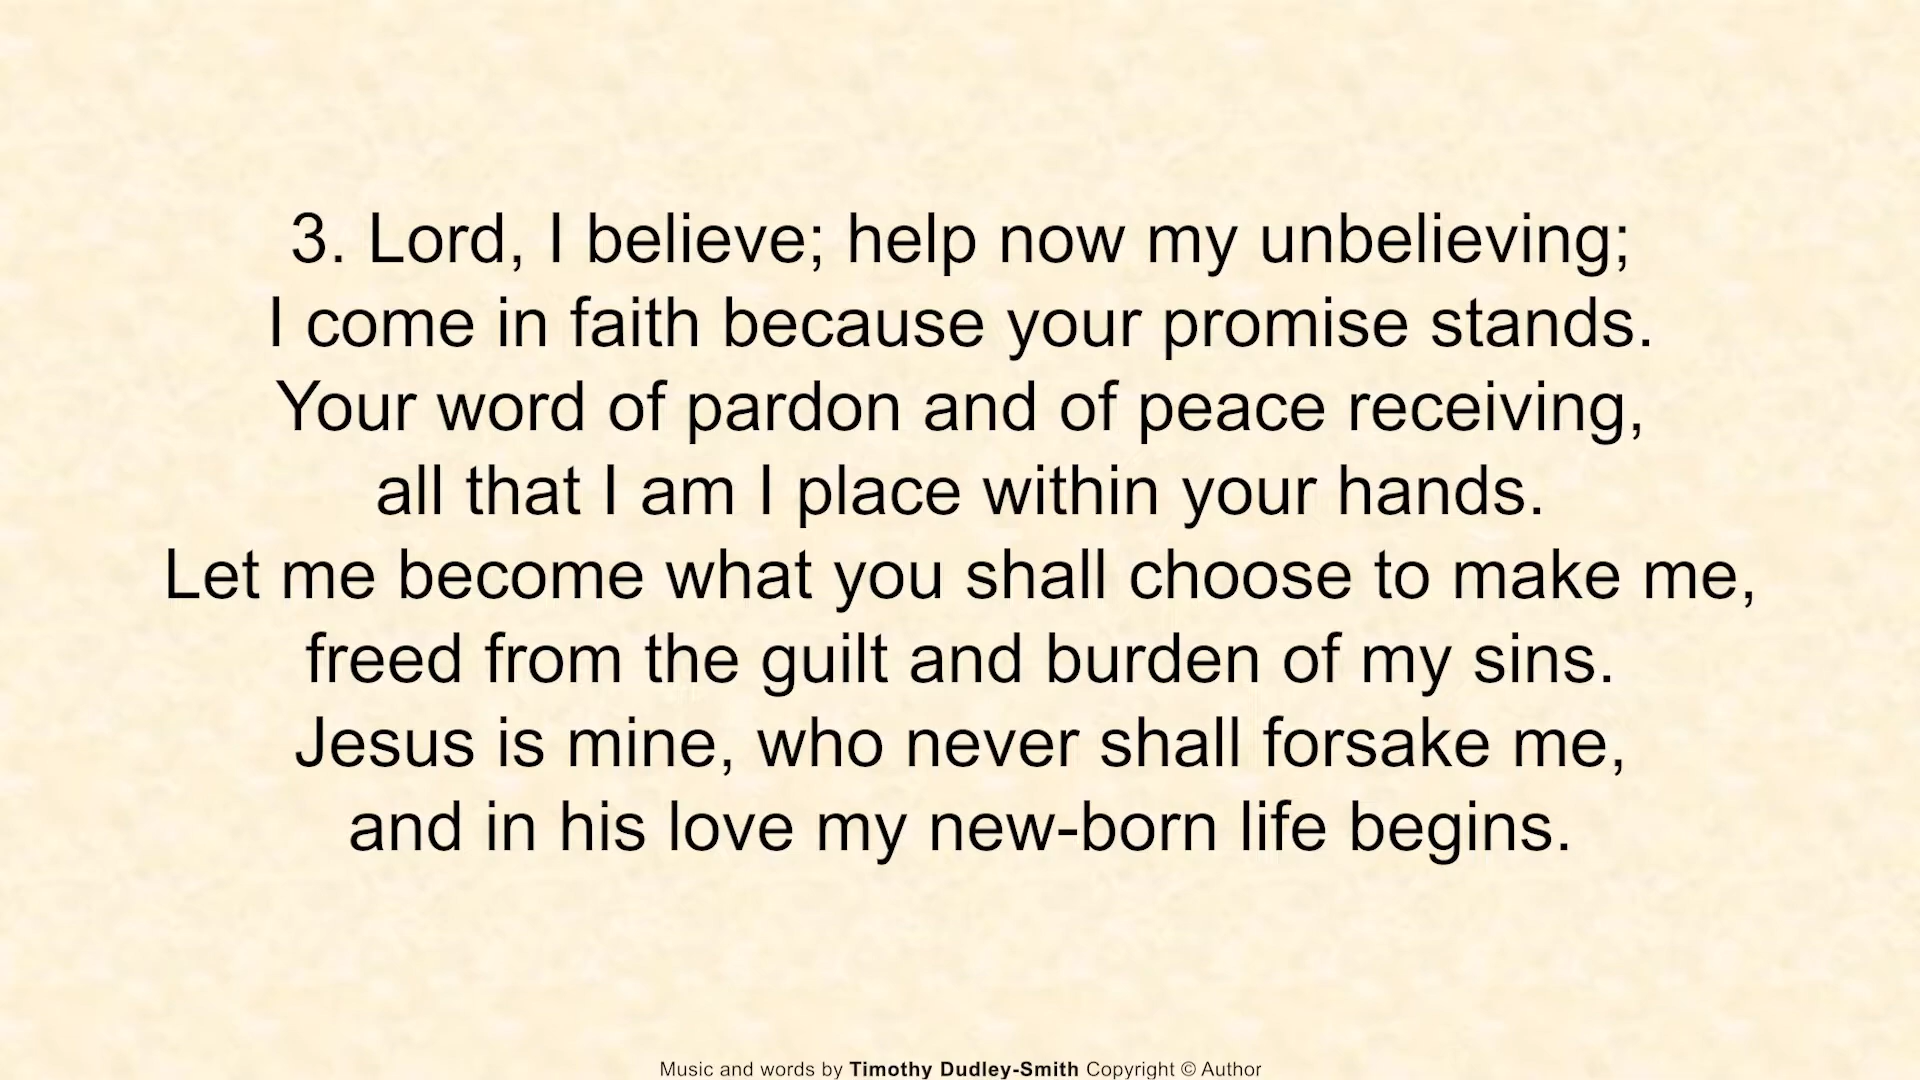 3. Lord, I believe; help now my unbelieving;
I come in faith because your promise stands.
Your word of pardon and of peace receiving,
all that I am I place within your hands.
Let me become what you shall choose to make me,
freed from the guilt and burden of my sins.
Jesus is mine, who never shall forsake me,
and in his love my new-born life begins.
Music and words by Timothy Dudley-Smith Copyright © Author